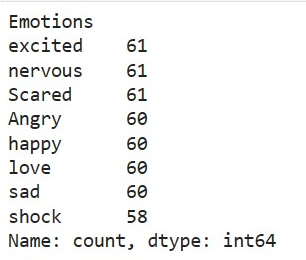 Emotions
excited    61
nervous    61
Scared     61
Angry      60
happy      60
love       60
sad        60
shock      58
Name: count, dtype: int64